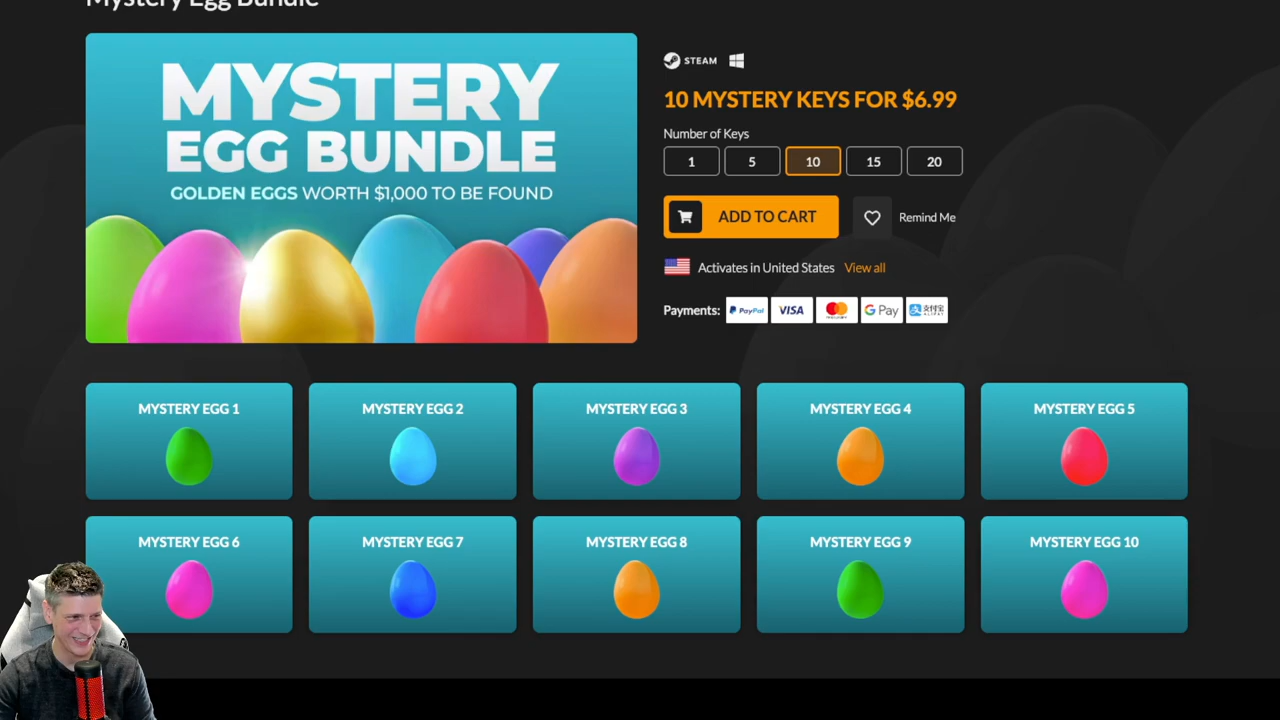 Mystery Egg Bundle
MYSTERY
EGG BUNDLE
GOLDEN EGGS WORTH $1,000 TO BE FOUND
STEAM
10 MYSTERY KEYS FOR $6.99
Number of Keys
1 5 10 15 20
ADD TO CART Remind Me
Activates in United States View all
Payments: PayPal VISA G Pay 支付宝
MYSTERY EGG 1 MYSTERY EGG 2 MYSTERY EGG 3 MYSTERY EGG 4 MYSTERY EGG 5
MYSTERY EGG 6 MYSTERY EGG 7 MYSTERY EGG 8 MYSTERY EGG 9 MYSTERY EGG 10